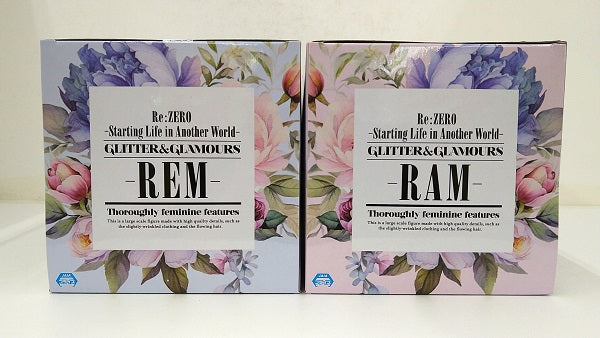 Re:ZERO
-Starting Life in Another World-
GLITTER&GLAMOURS
-REM-
Thoroughly feminine features
This is a large scale figure made with high quality details, such as
the slightly-wrinkled clothing and the flowing hair.
Re:ZERO
-Starting Life in Another World-
GLITTER&GLAMOURS
-RAM-
Thoroughly feminine features
This is a large scale figure made with high quality details, such as
the slightly-wrinkled clothing and the flowing hair.